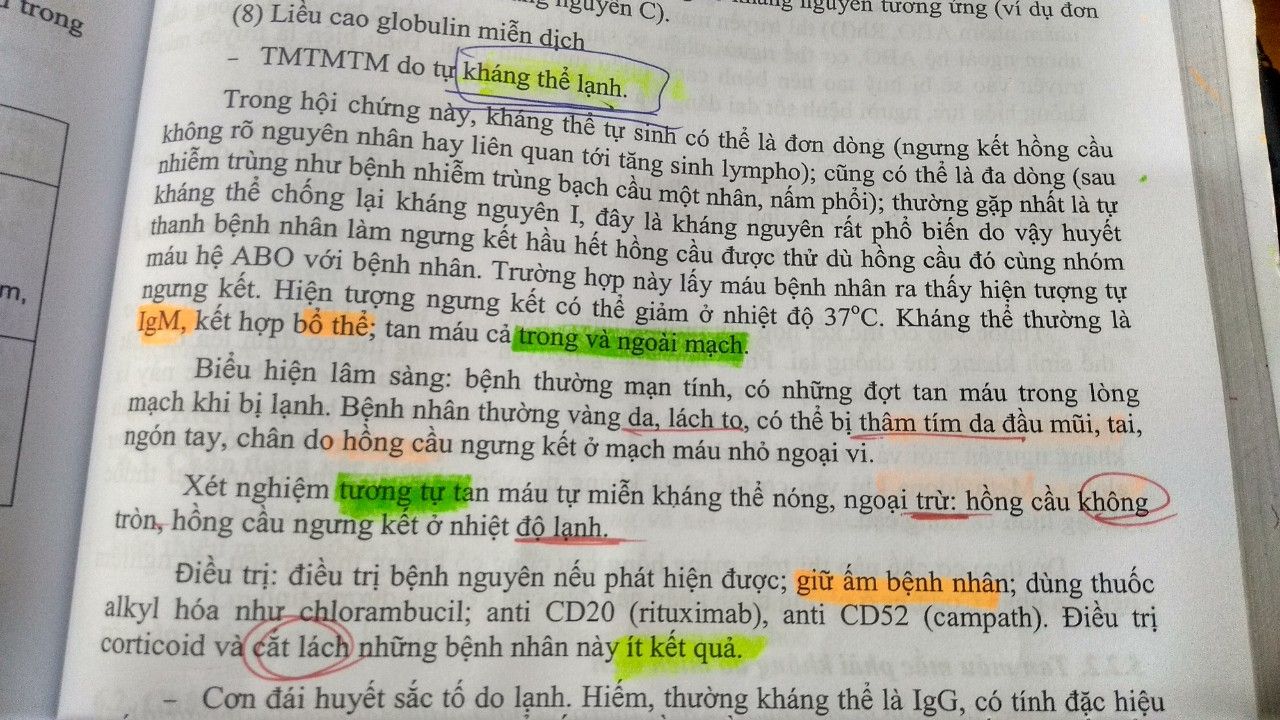 trong
nguyên C).
kháng nguyên tương ứng (ví dụ đơn
(8) Liều cao globulin miễn dịch
– TMTMTM do tự kháng thể lạnh.
Trong hội chứng này, kháng thể tự sinh có thể là đơn dòng (ngưng kết hồng cầu
không rõ nguyên nhân hay liên quan tới tăng sinh lympho); cũng có thể là đa dòng (sau
nhiễm trùng như bệnh nhiễm trùng bạch cầu một nhân, nấm phổi); thường gặp nhất là tự
kháng thể chống lại kháng nguyên I, đây là kháng nguyên rất phổ biến do vậy huyết
thanh bệnh nhân làm ngưng kết hầu hết hồng cầu được thử dù hồng cầu đó cùng nhóm
máu hệ ABO với bệnh nhân. Trường hợp này lấy máu bệnh nhân ra thấy hiện tượng tự
ngưng kết. Hiện tượng ngưng kết có thể giảm ở nhiệt độ 37°C. Kháng thể thường là
IgM, kết hợp bổ thể; tan máu cả trong và ngoài mạch.
Biểu hiện lâm sàng: bệnh thường mạn tính, có những đợt tan máu trong lòng
mạch khi bị lạnh. Bệnh nhân thường vàng da, lách to, có thể bị thâm tím da đầu mũi, tai,
ngón tay, chân do hồng cầu ngưng kết ở mạch máu nhỏ ngoại vi.
Xét nghiệm tương tự tan máu tự miễn kháng thể nóng, ngoại trừ: hồng cầu không
tròn, hồng cầu ngưng kết ở nhiệt độ lạnh.
m,
Điều trị: điều trị bệnh nguyên nếu phát hiện được; giữ ấm bệnh nhân; dùng thuốc
alkyl hóa như chlorambucil; anti CD20 (rituximab), anti CD52 (campath). Điều trị
corticoid và cắt lách những bệnh nhân này ít kết quả.
– Cơn đái huyết sắc tố do lạnh. Hiếm, thường kháng thể là IgG, có tính đặc hiệu